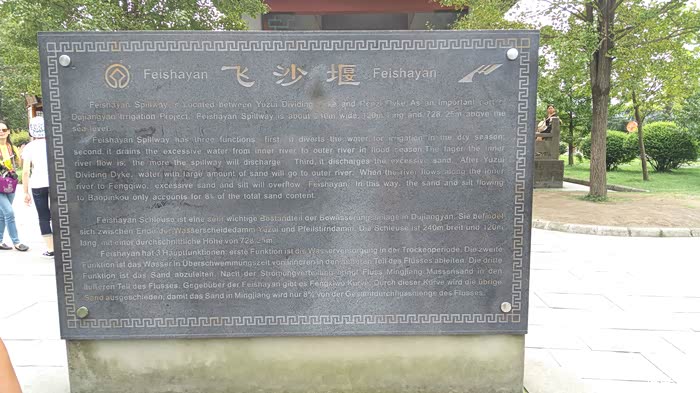 Feishayan 飞沙堰 Feishayan
Feishayan Spillway is Located between Yuzui Dividing Dyke and Dyke. As an Important part of
Dujiangyan Irrigation Project, Feishayan Spillway is about 240m wide, 120m long and 728.25m above the
sea level.
Feishayan Spillway has three functions: first, it diverts the water for irrigation in the dry season;
second, it drains the excessive water from inner river to outer river in flood season. The lager the inner
river flow is, the more the spillway will discharge. Third, it discharges the excessive sand. After Yuzui
Dividing Dyke, water with large amount of sand will go to outer river. When the river flows along the inner
river to Fengqiwo, excessive sand and silt will overflow Feishayan. In this way, the sand and silt flowing
to Baopinkou only accounts for 8% of the total sand content.
Feishayan Schleuse ist eine sehr wichtige Bestandteil der Bewässerungsanlage in Dujiangyan. Sie befindet
sich zwischen Ende der Wasserscheidedamm Yuzui und Pfeilstirndamm. Die Schleuse ist 240m breit und 120m
lang, mit einer durchschnittliche Höhe von 728.25m.
Feishayan hat 3 Hauptfunktionen: erste Funktion ist die Wasserversorgung in der Trockenperiode. Die zweite
Funktion ist das Wasser in Überschwemmungszeit von inneren in den äußeren Teil des Flusses ableiten. Die dritte
Funktion ist das Sand abzuleiten. Nach der Strömungsverteilung bringt Fluss Mingjiang Massensand in den
äußeren Teil des Flusses. Gegebüber der Feishayan gibt es Fengxiwo Kurve. Durch dieser Kurve wird die übrige
Sand ausgeschieden, damit das Sand in Mingjiang wird nur 8% von der Gesamtdurchflussmenge des Flusses.